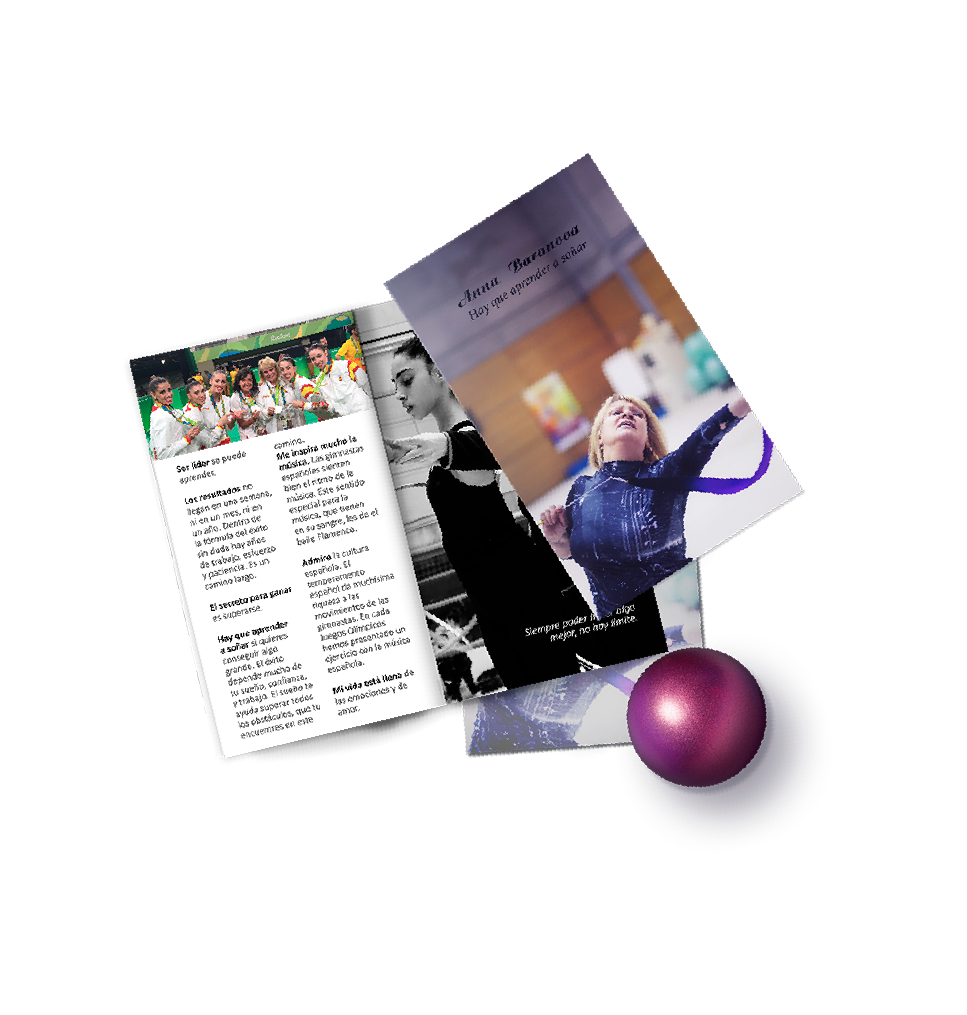 Anna Baranova
Hay que aprender a soñar
Ser líder se puede
aprender.
Los resultados no
llegan en una semana,
ni en un mes, ni en
un año. Dentro de
la fórmula del éxito
sin duda hay años
de trabajo, esfuerzo
y paciencia. Es un
camino largo.
El secreto para ganar
es superarse.
Hay que aprender
a soñar si quieres
conseguir algo
grande. El éxito
depende mucho de
tu sueño, confianza,
y trabajo. El sueño te
ayuda superar todos
los obstáculos, que tu
encuentres en este
camino.
Me inspira mucho la
música. Las gimnastas
españolas sienten
bien el ritmo de la
música. Este sentido
especial para la
música, que tienen
en su sangre, les da el
baile Flamenco.
Admiro la cultura
española. El
temperamento
español da muchísima
riqueza a las
movimientos de las
gimnastas. En cada
Juegos Olímpicos
hemos presentado un
ejercicio con la música
española.
Mi vida está llena de
las emociones y de
amor.
Siempre poder algo
mejor, no hay límite.